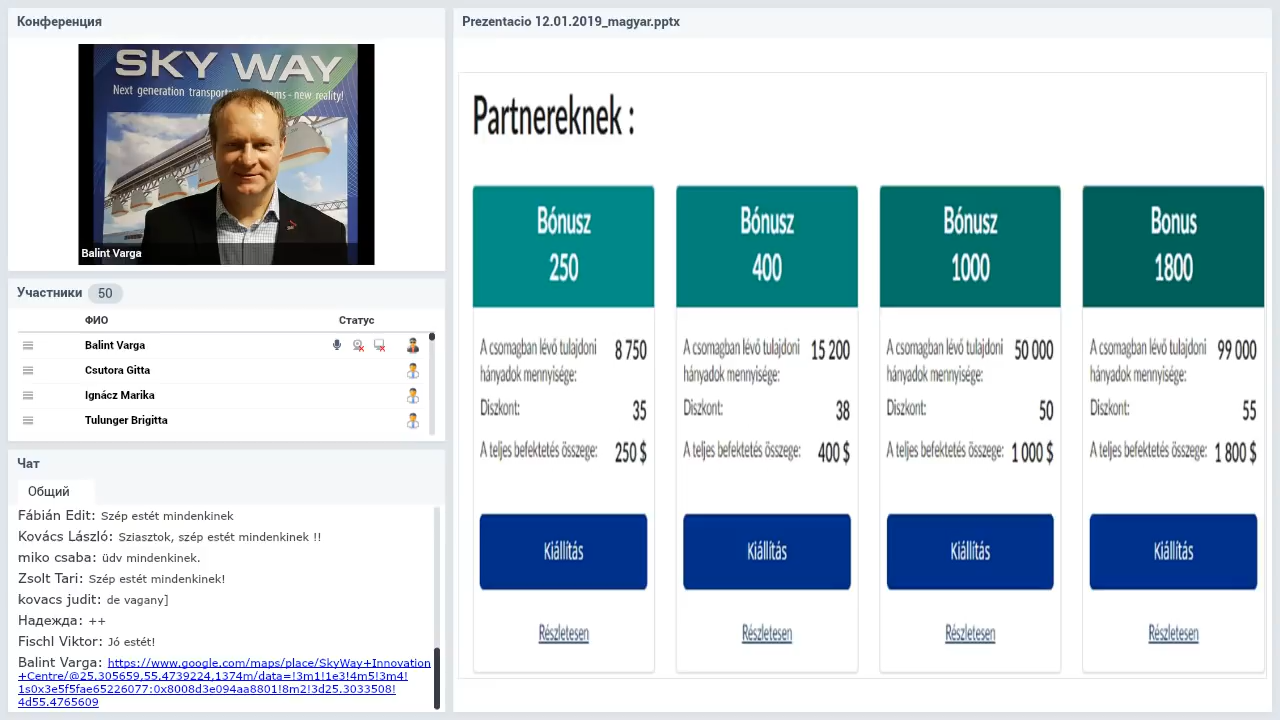 Конференция
SKY WAY
Next generation transporta ems - new reality!
Balint Varga
Участники 50
ФИО Статус
Balint Varga
Csutora Gitta
Ignácz Marika
Tulunger Brigitta
Чат
Общий
Fábián Edit: Szép estét mindenkinek
Kovács László: Sziasztok, szép estét mindenkinek !!
miko csaba: üdv mindenkinek.
Zsolt Tari: Szép estét mindenkinek!
kovacs judit: de vagany]
Надежда: ++
Fischl Viktor: Jó estét!
Balint Varga: https://www.google.com/maps/place/SkyWay+Innovation
+Centre/@25.305659,55.4739224,1374m/data=!3m1!1e3!4m5!3m4!
1s0x3e5f5fae65226077:0x8008d3e094aa8801!8m2!3d25.3033508!
4d55.4765609
Prezentacio 12.01.2019_magyar.pptx
Partnereknek :
Bónusz
250
A csomagban lévő tulajdoni 8 750
hányadok mennyisége:
Diszkont: 35
A teljes befektetés összege: 250 $
Kiállítás
Részletesen
Bónusz
400
A csomagban lévő tulajdoni 15 200
hányadok mennyisége:
Diszkont: 38
A teljes befektetés összege: 400 $
Kiállítás
Részletesen
Bónusz
1000
A csomagban lévő tulajdoni 50 000
hányadok mennyisége:
Diszkont: 50
A teljes befektetés összege: 1 000 $
Kiállítás
Részletesen
Bonus
1800
A csomagban lévő tulajdoni 99 000
hányadok mennyisége:
Diszkont: 55
A teljes befektetés összege: 1 800 $
Kiállítás
Részletesen